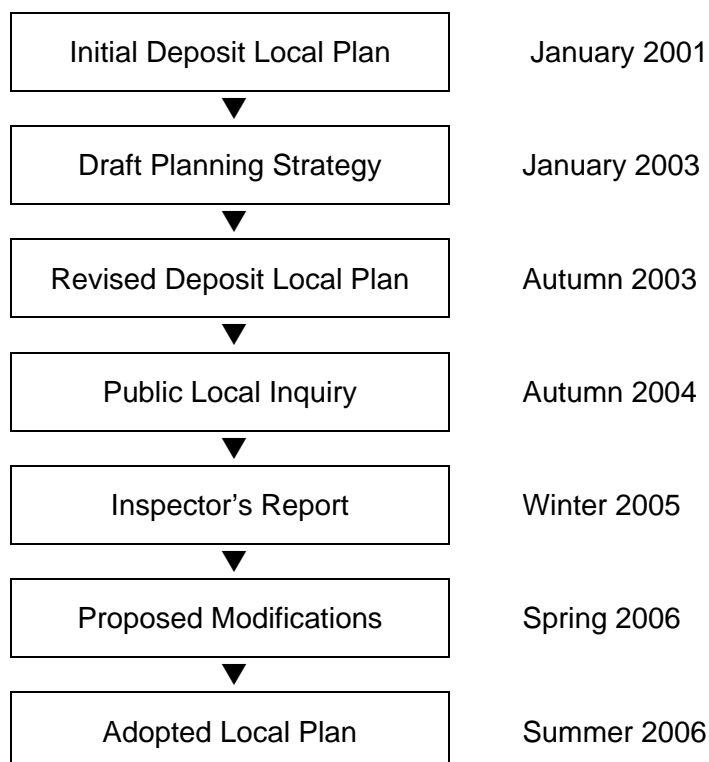 Initial Deposit Local Plan January 2001
Draft Planning Strategy January 2003
Revised Deposit Local Plan Autumn 2003
Public Local Inquiry Autumn 2004
Inspector’s Report Winter 2005
Proposed Modifications Spring 2006
Adopted Local Plan Summer 2006